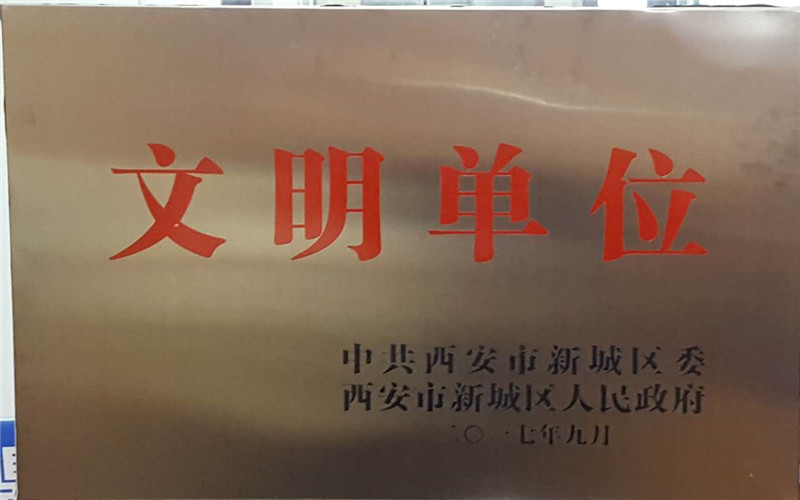 文明单位
中共西安市新城区委
西安市新城区人民政府
二〇一七年九月